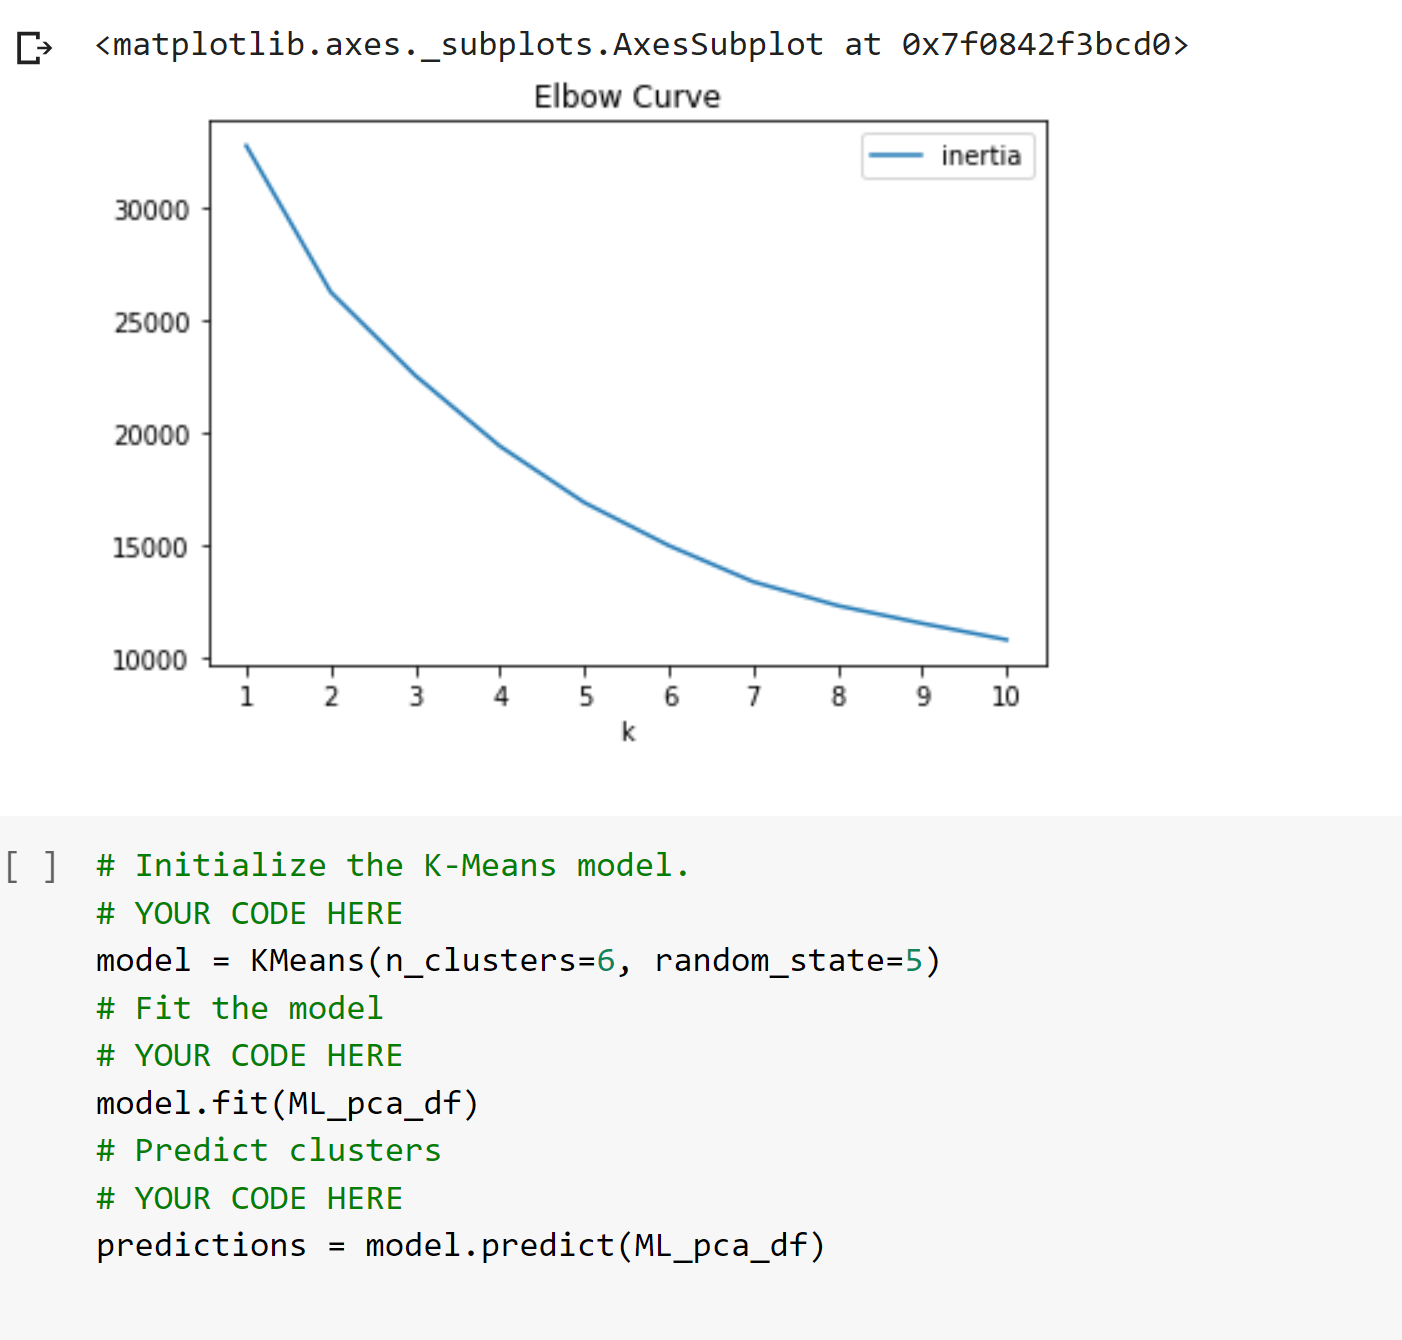 <matplotlib.axes._subplots.AxesSubplot at 0x7f0842f3bcd0>
Elbow Curve
inertia
30000
25000
20000
15000
10000
1 2 3 4 5 6 7 8 9 10
k
[ ] # Initialize the K-Means model.
# YOUR CODE HERE
model = KMeans(n_clusters=6, random_state=5)
# Fit the model
# YOUR CODE HERE
model.fit(ML_pca_df)
# Predict clusters
# YOUR CODE HERE
predictions = model.predict(ML_pca_df)